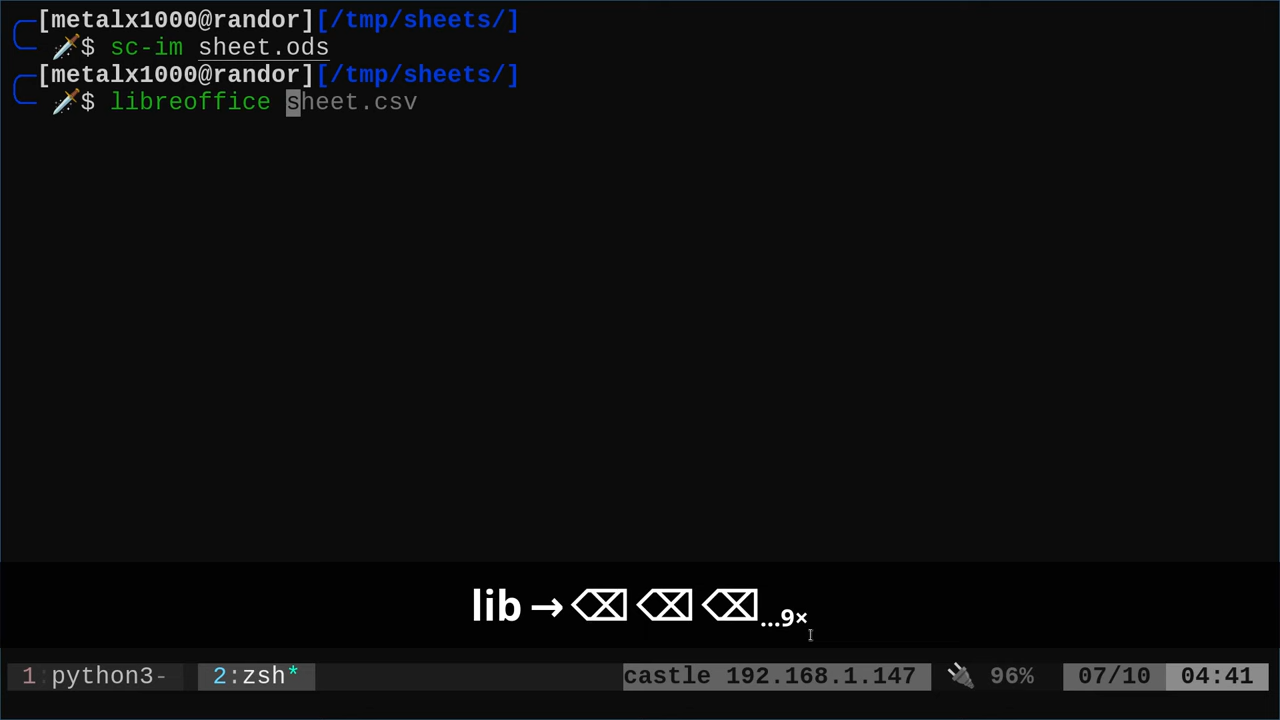 [metalx1000@randor][/tmp/sheets/]
$ sc-im sheet.ods
[metalx1000@randor][/tmp/sheets/]
$ libreoffice sheet.csv
lib → ⌫ ⌫ ⌫...9×
1 python3- 2:zsh* castle 192.168.1.147 96% 07/10 04:41